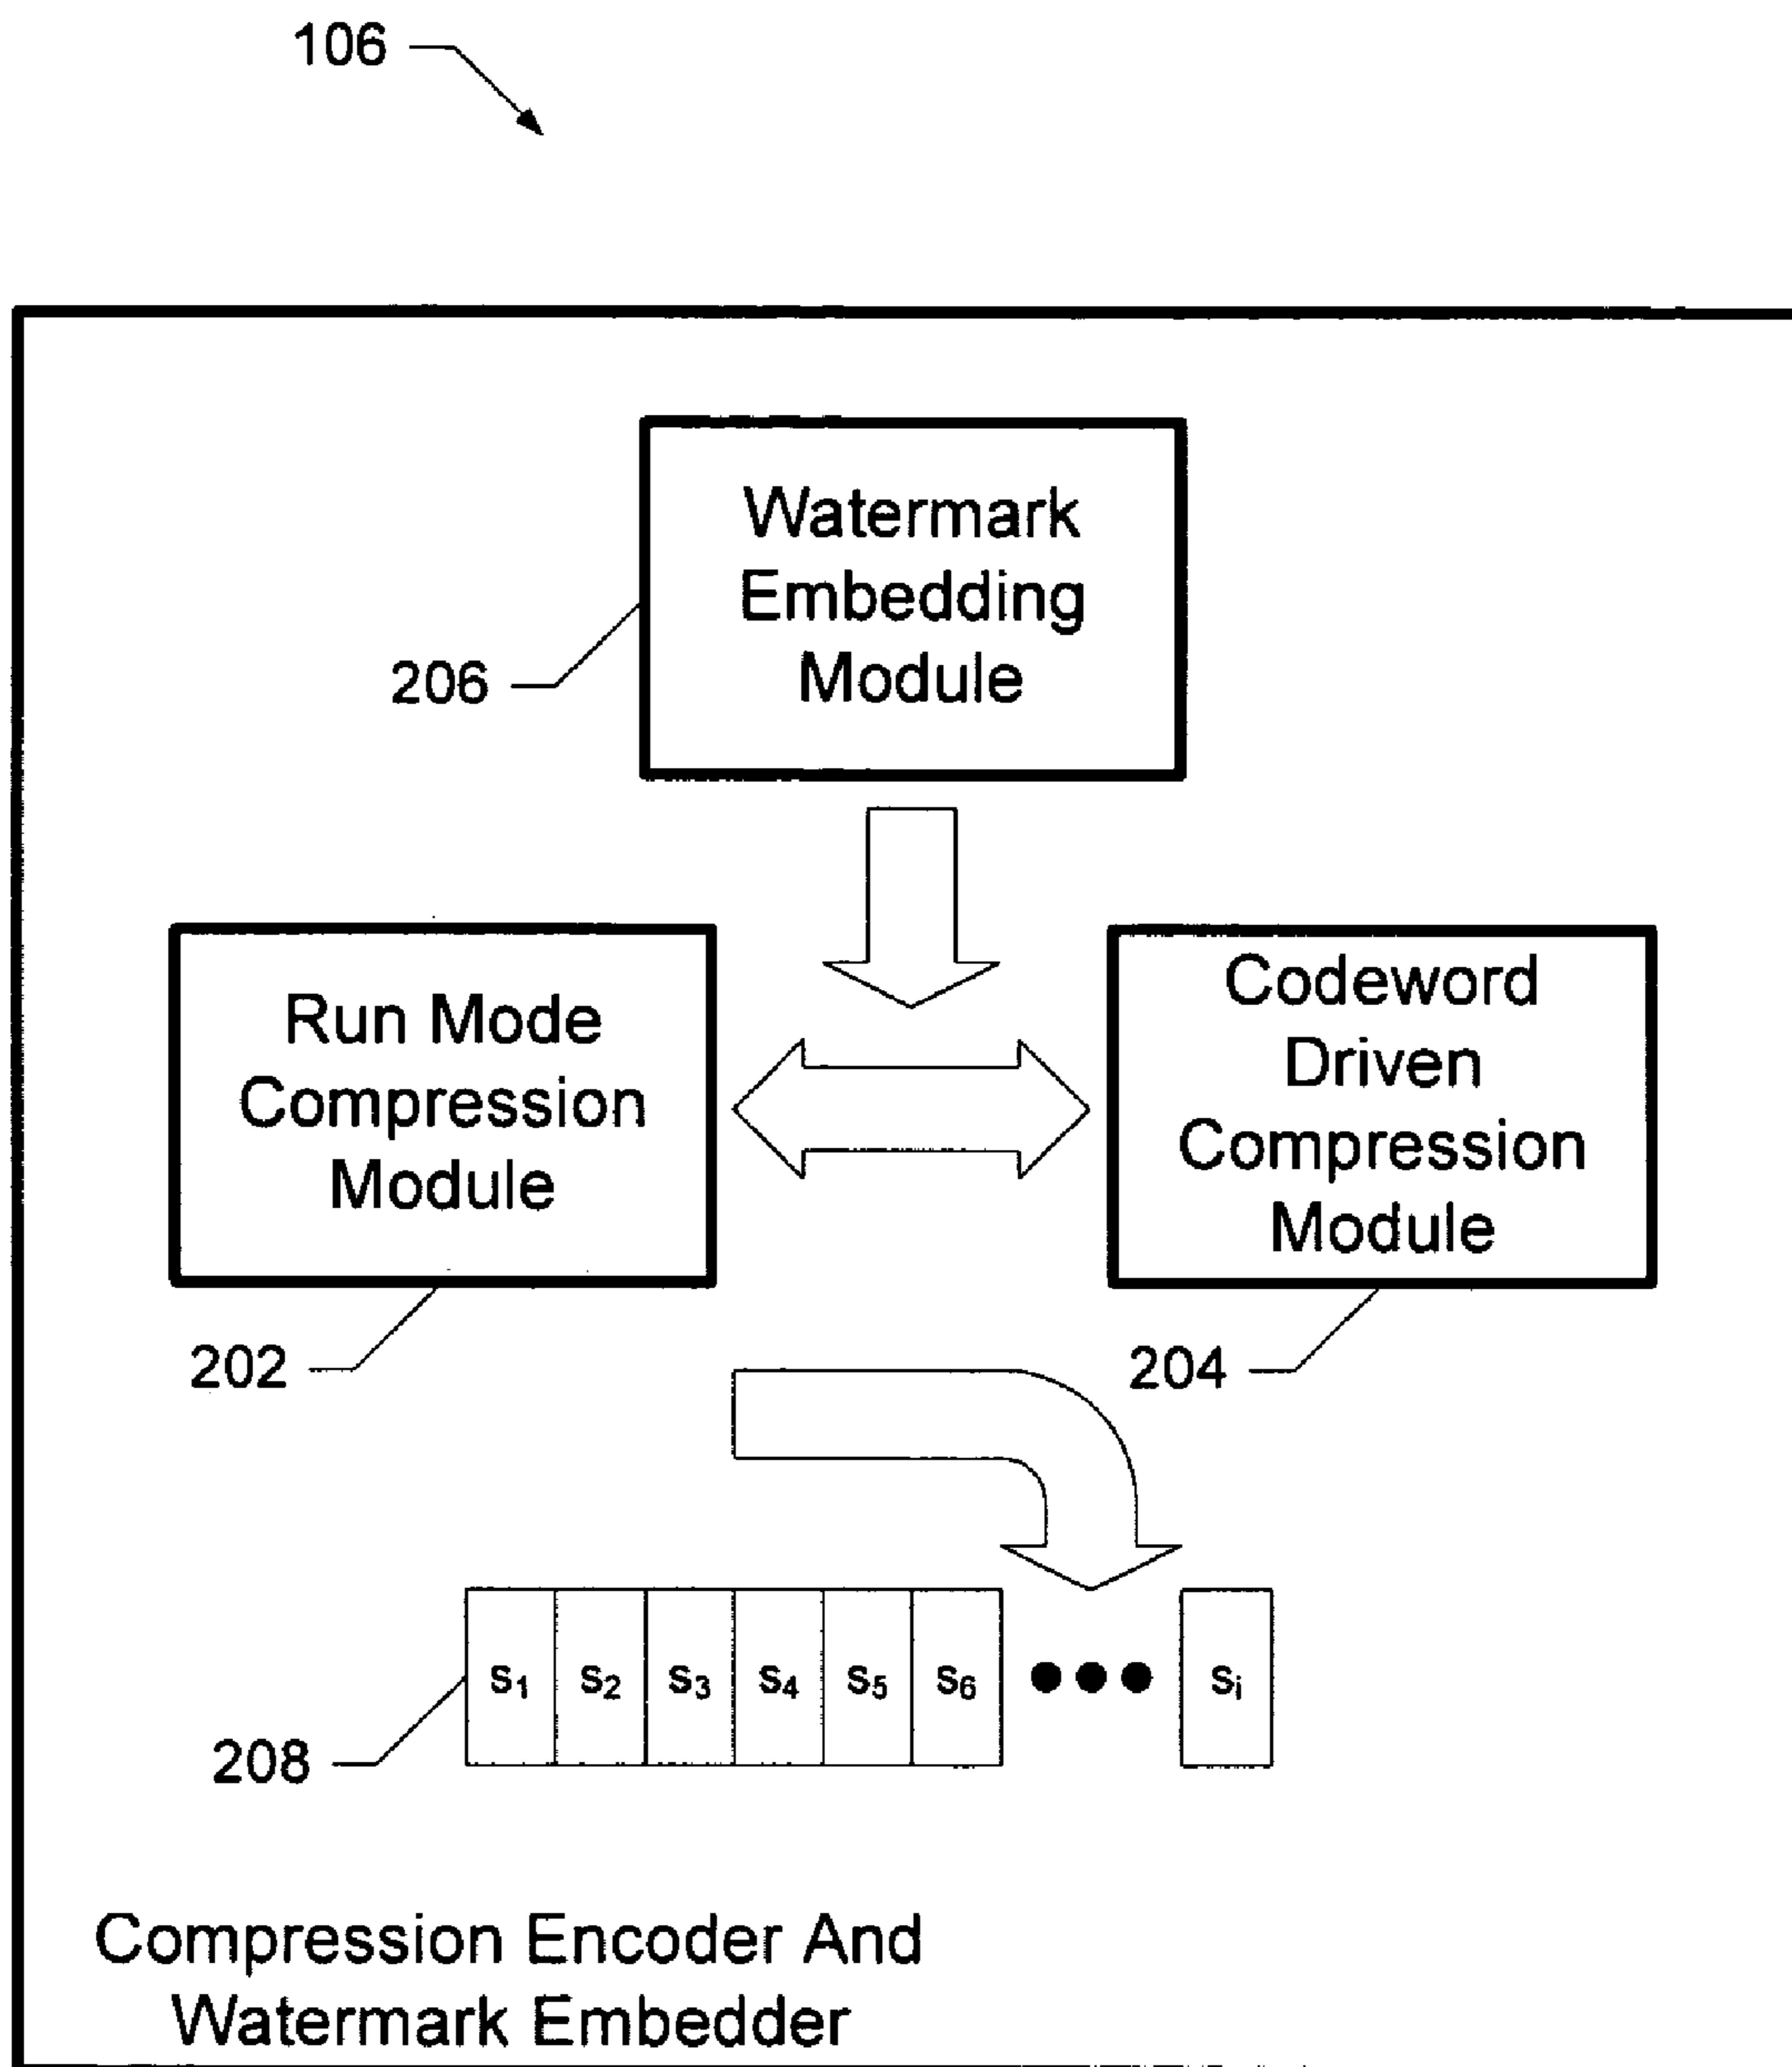 106
Watermark
Embedding
Module
206
Run Mode
Compression
Module
202
Codeword
Driven
Compression
Module
204
S₁ S₂ S₃ S₄ S₅ S₆ ●●● Sᵢ
208
Compression Encoder And
Watermark Embedder